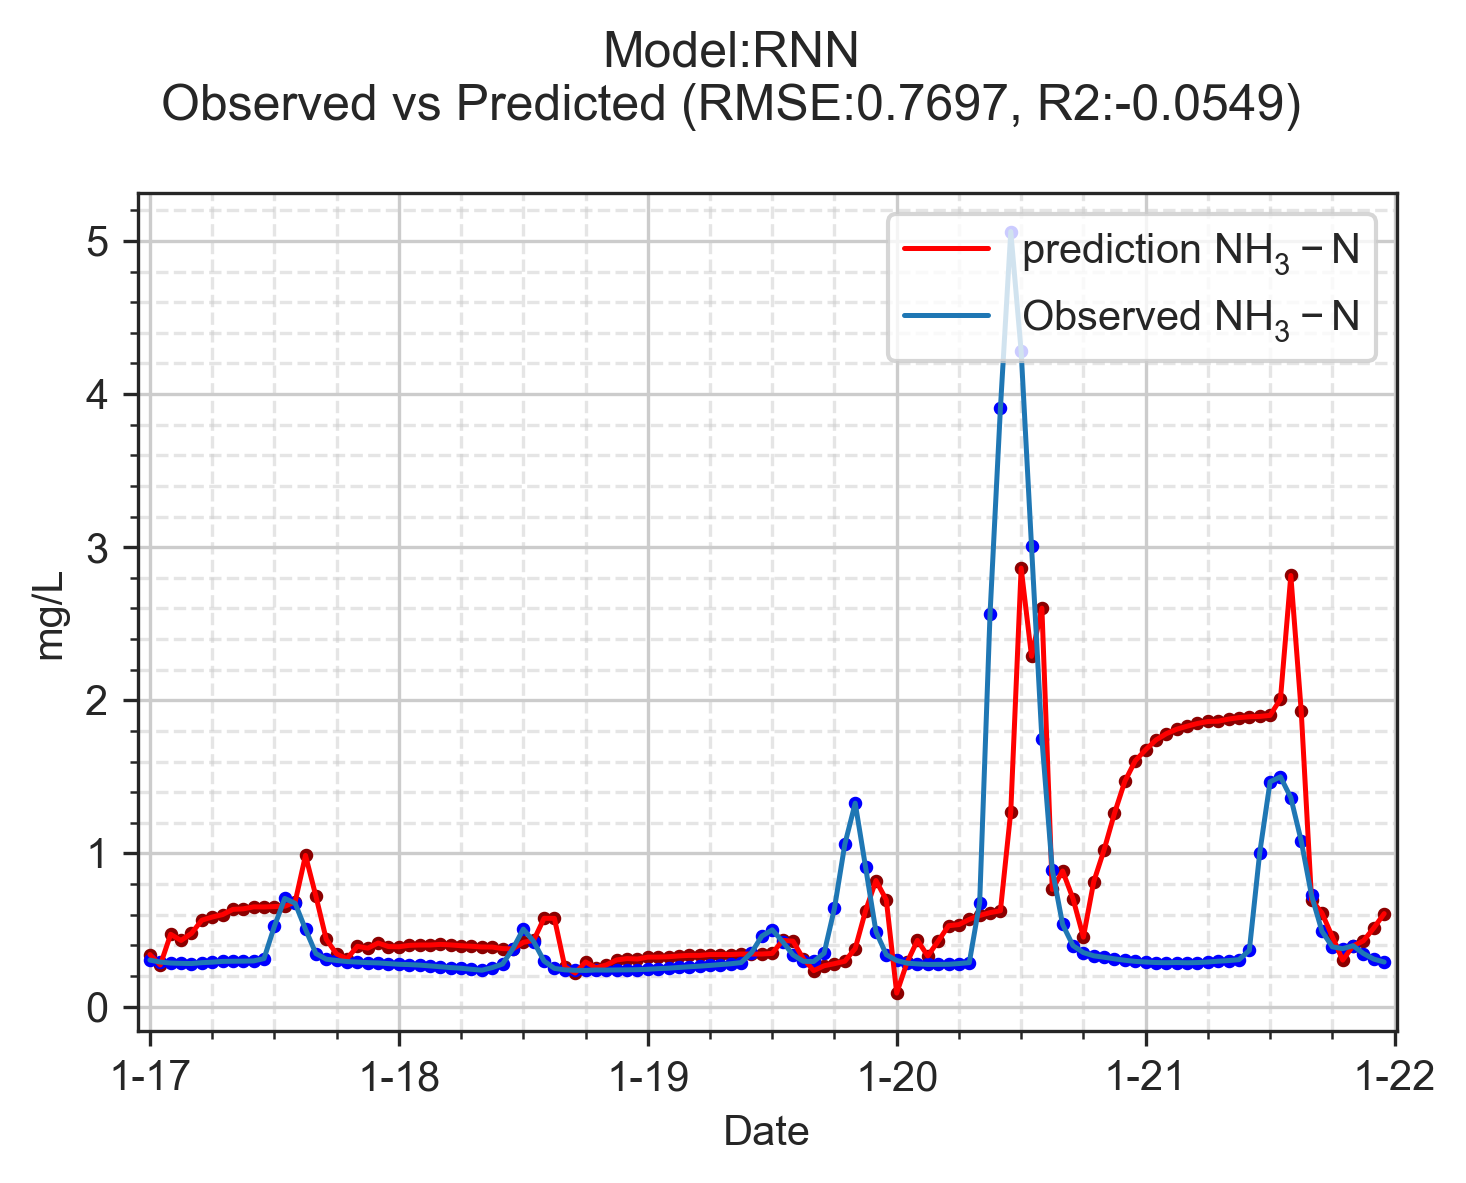 Model:RNN
Observed vs Predicted (RMSE:0.7697, R2:-0.0549)
prediction NH₃ − N
Observed NH₃ − N
5
4
3
2
1
0
mg/L
1-17 1-18 1-19 1-20 1-21 1-22
Date